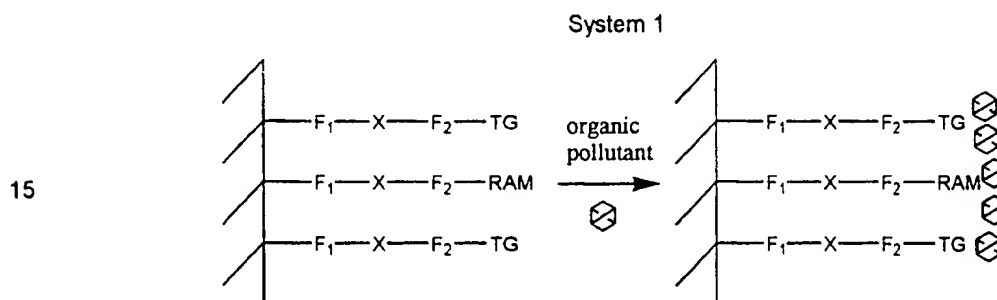 System 1
F₁—X—F₂—TG F₁—X—F₂—TG
organic
pollutant
15 F₁—X—F₂—RAM F₁—X—F₂—RAM
F₁—X—F₂—TG F₁—X—F₂—TG